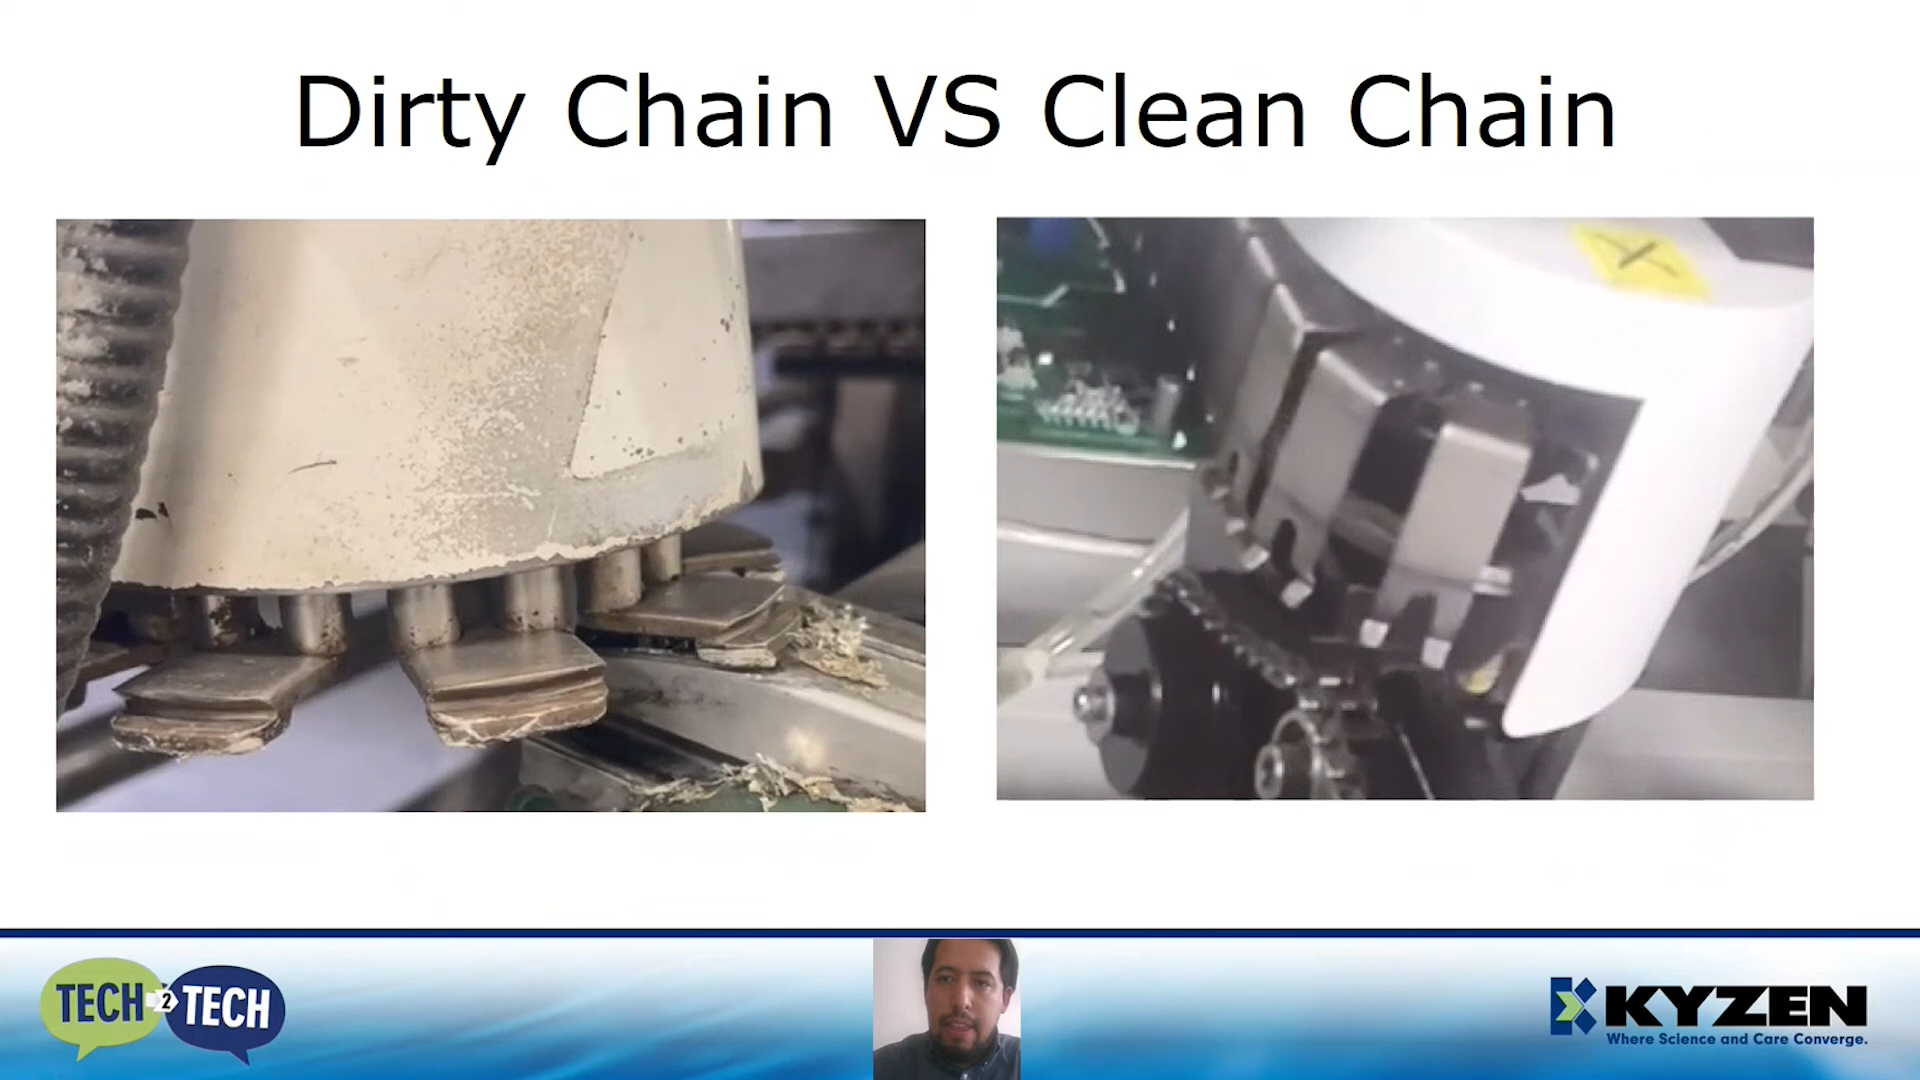 Dirty Chain VS Clean Chain
TECH 2 TECH
KYZEN
Where Science and Care Converge.